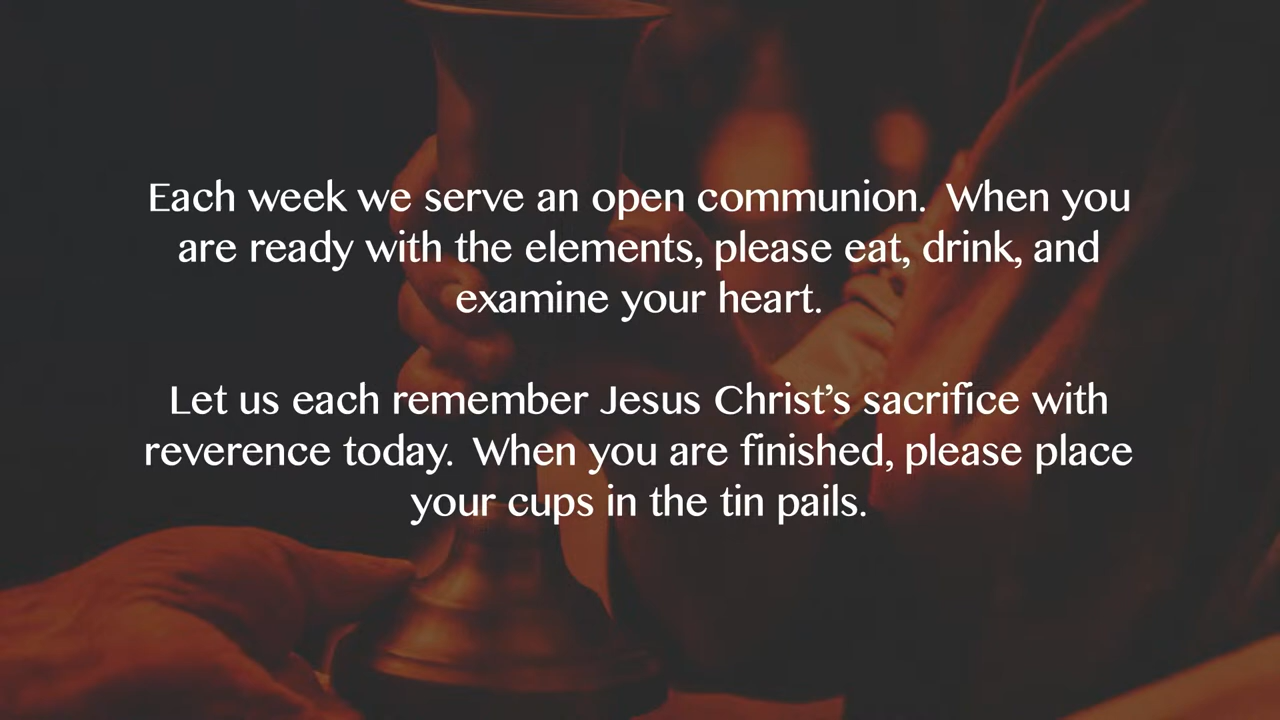 Each week we serve an open communion.  When you
are ready with the elements, please eat, drink, and
examine your heart.
Let us each remember Jesus Christ’s sacrifice with
reverence today.  When you are finished, please place
your cups in the tin pails.